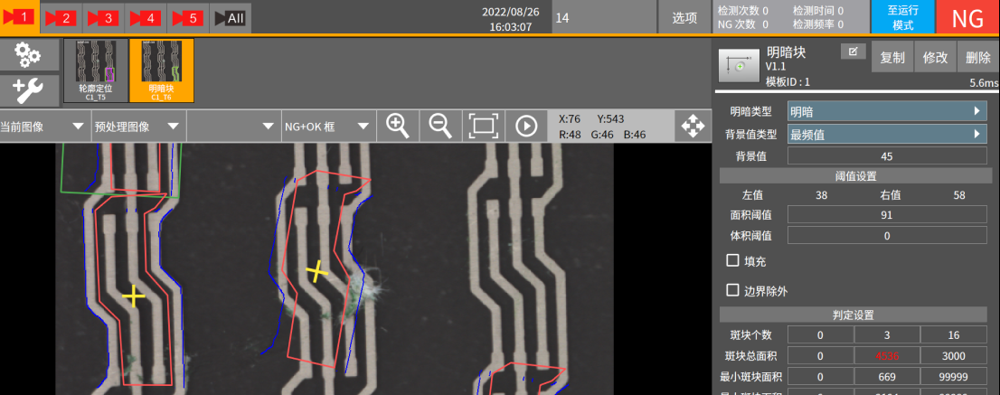 1 2 3 4 5 All
2022/08/26
16:03:07
14
选项
检测次数 0 检测时间 0
NG 次数 0 检测频率 0
至运行
模式
NG
轮廓定位
C1_T5
明暗块
C1_T6
明暗块
V1.1
模板ID : 1
复制 修改 删除
5.6ms
当前图像 预处理图像 NG+OK 框
X:76 Y:543
R:48 G:46 B:46
明暗类型 明暗
背景值类型 最频值
背景值 45
阈值设置
左值 38 右值 58
面积阈值 91
体积阈值 0
填充
边界除外
判定设置
斑块个数 0 3 16
斑块总面积 0 4536 3000
最小斑块面积 0 669 99999